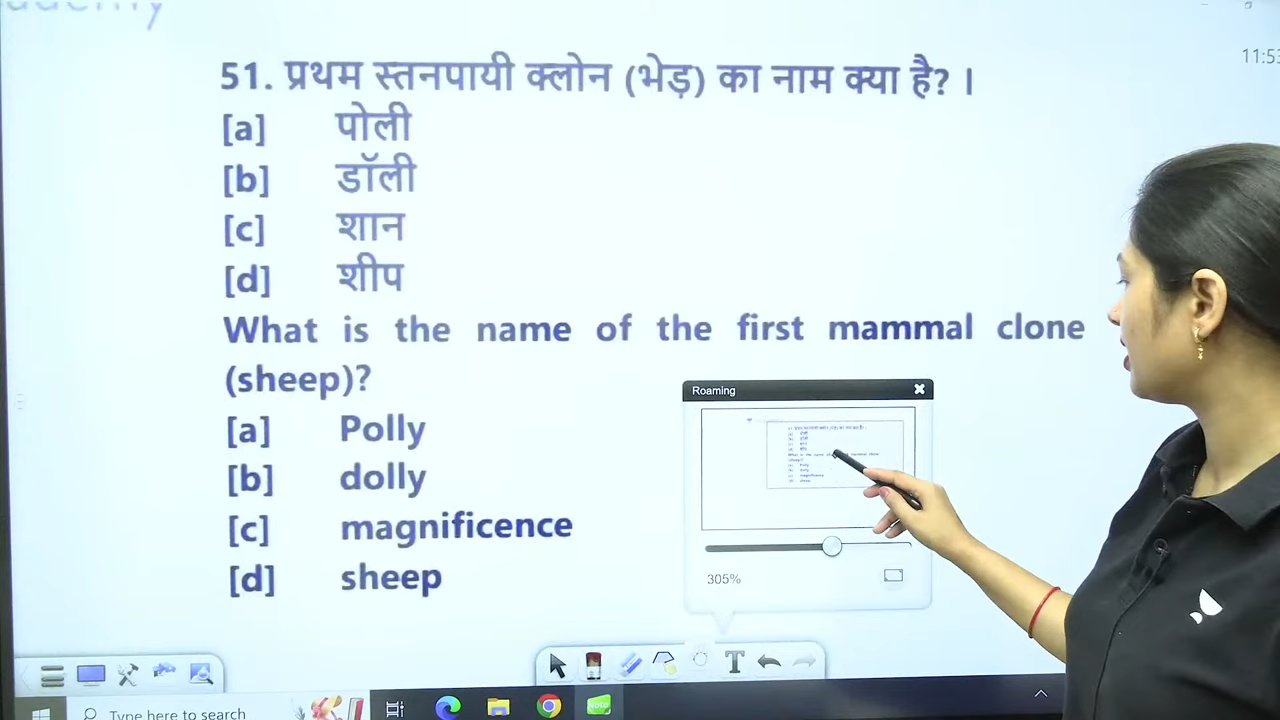 11:53
51. प्रथम स्तनपायी क्लोन (भेड़) का नाम क्या है? ।
[a] पोली
[b] डॉली
[c] शान
[d] शीप
What is the name of the first mammal clone
(sheep)?
[a] Polly
[b] dolly
[c] magnificence
[d] sheep
Roaming
305%
Type here to search